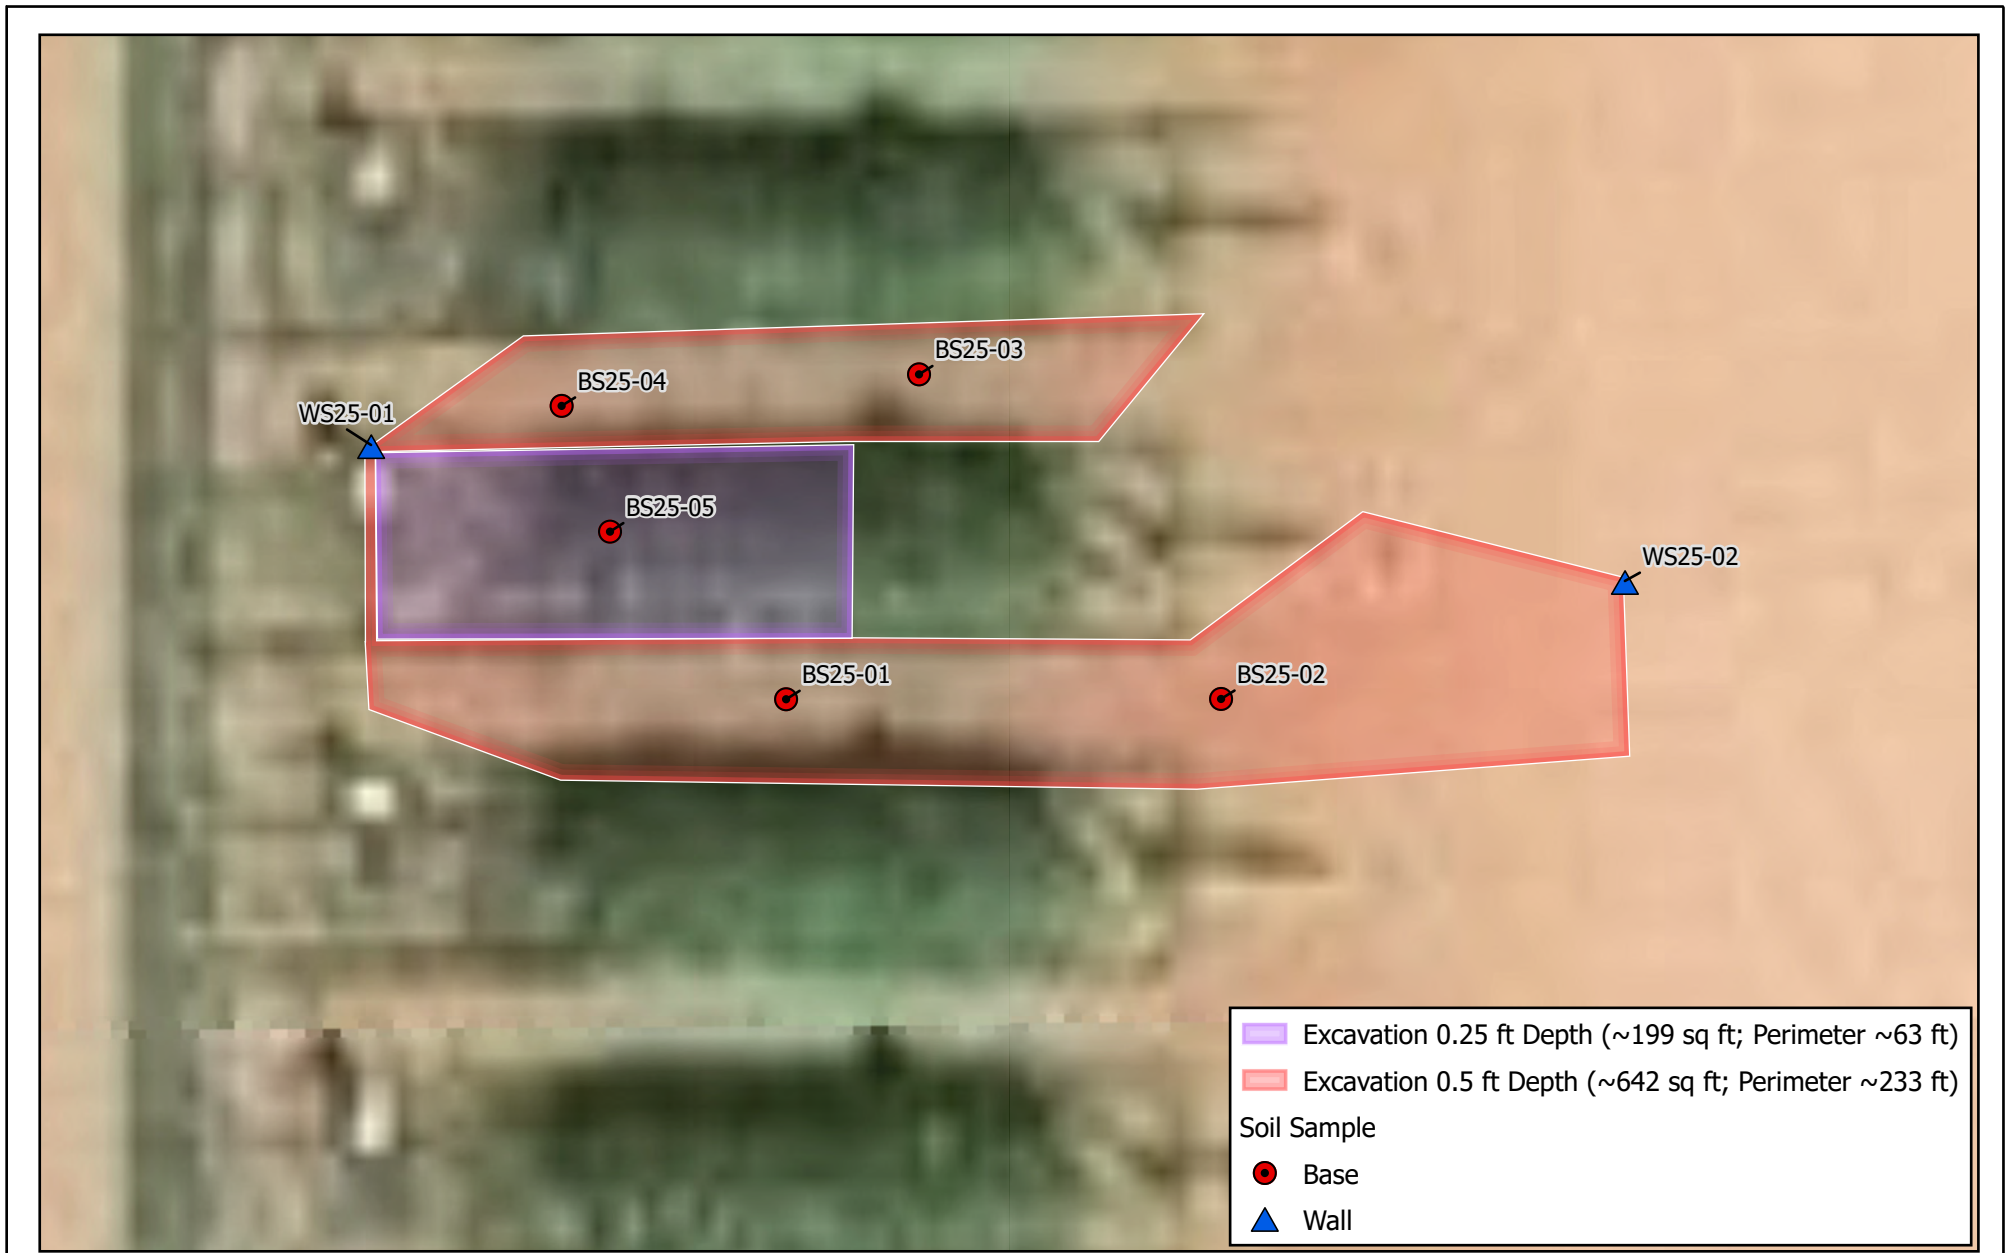 BS25-03
BS25-04
WS25-01
BS25-05
WS25-02
BS25-01
BS25-02
Excavation 0.25 ft Depth (~199 sq ft; Perimeter ~63 ft)
Excavation 0.5 ft Depth (~642 sq ft; Perimeter ~233 ft)
Soil Sample
Base
Wall